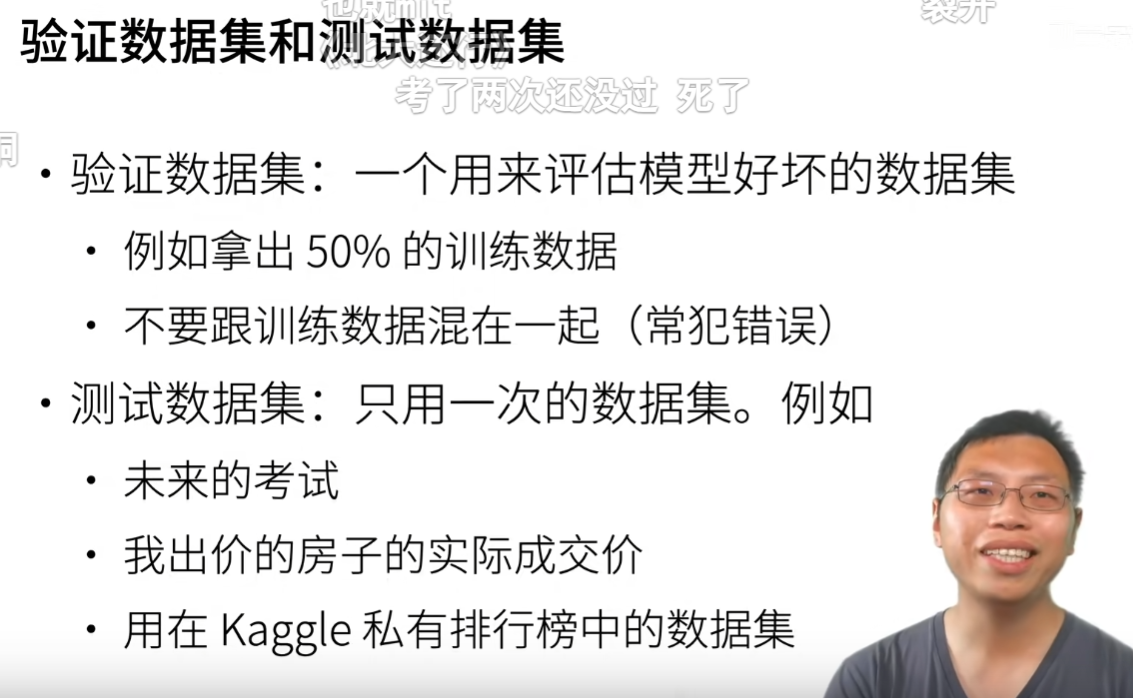 验证数据集和测试数据集
裂开
考了两次还没过 死了
• 验证数据集：一个用来评估模型好坏的数据集
• 例如拿出 50% 的训练数据
• 不要跟训练数据混在一起（常犯错误）
• 测试数据集：只用一次的数据集。例如
• 未来的考试
• 我出价的房子的实际成交价
• 用在 Kaggle 私有排行榜中的数据集